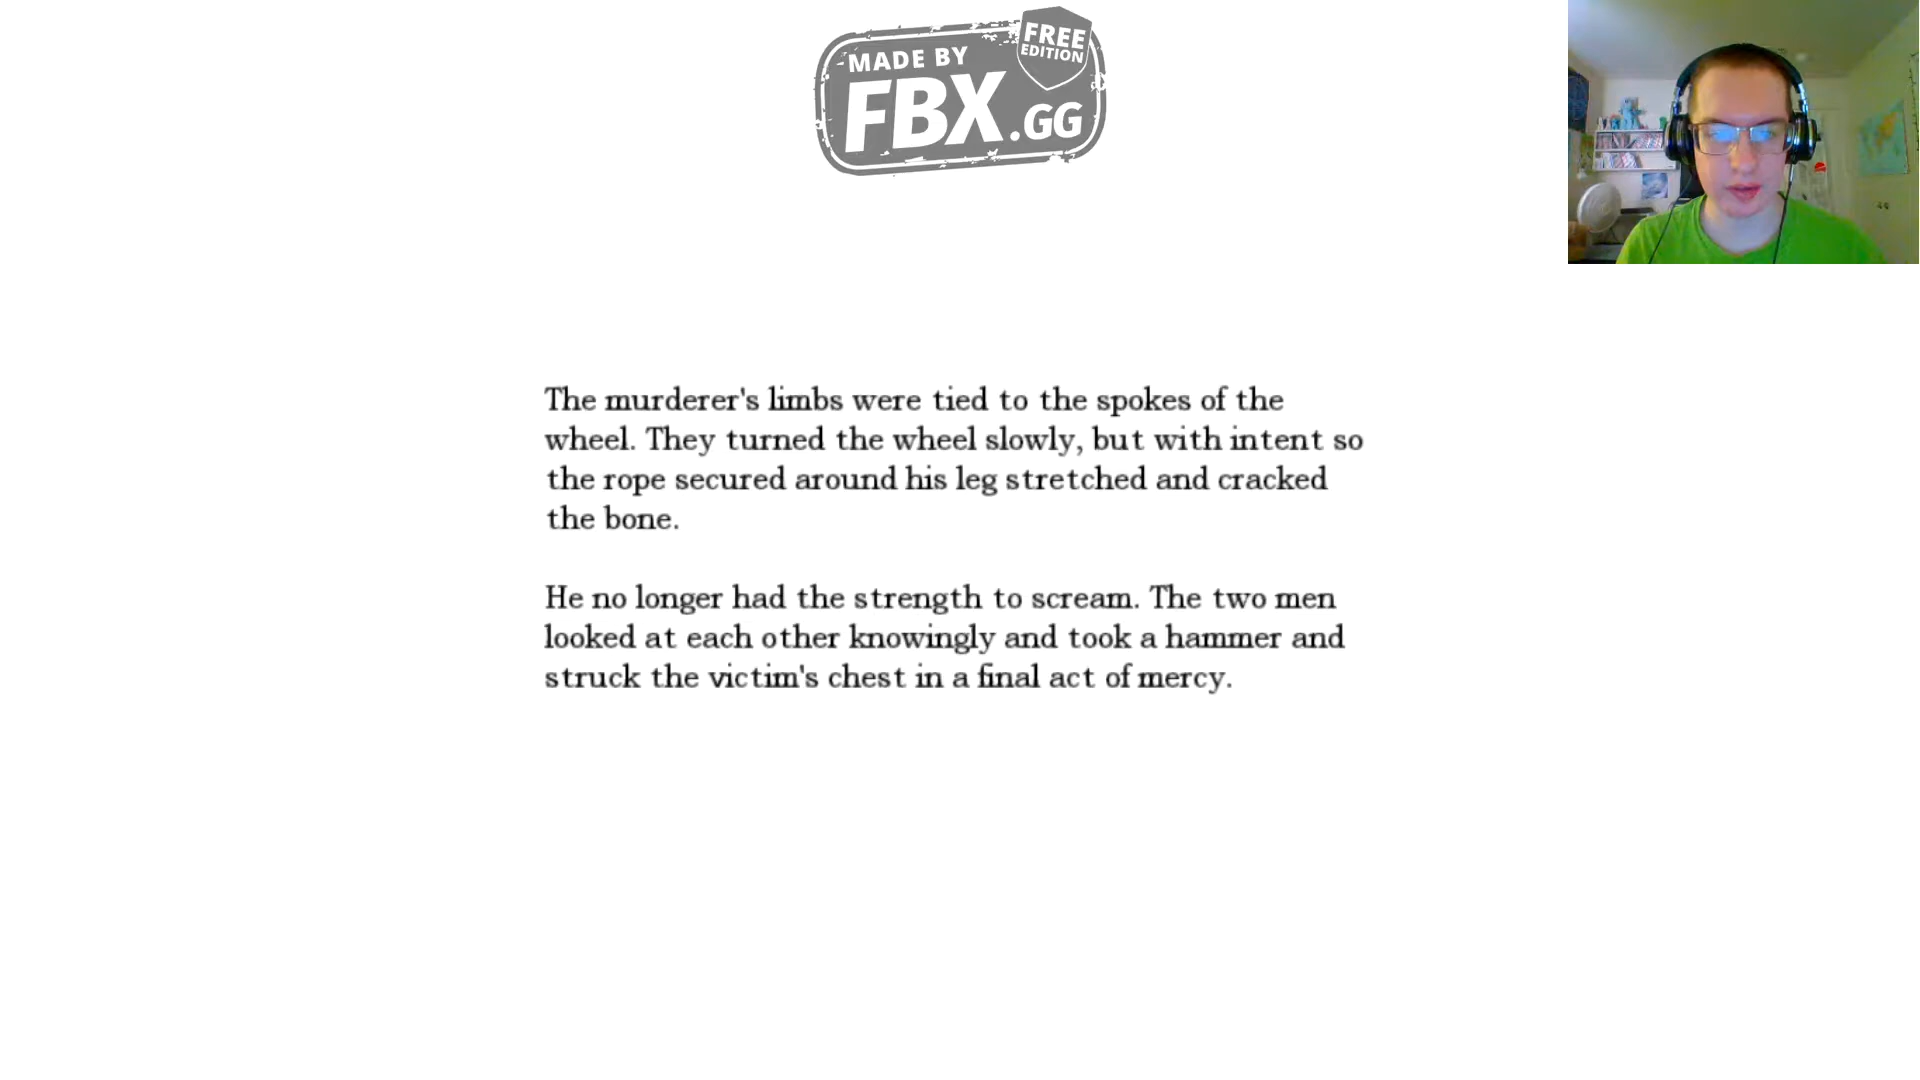 MADE BY
FREE
EDITION
FBX.GG
The murderer's limbs were tied to the spokes of the
wheel. They turned the wheel slowly, but with intent so
the rope secured around his leg stretched and cracked
the bone.
He no longer had the strength to scream. The two men
looked at each other knowingly and took a hammer and
struck the victim's chest in a final act of mercy.